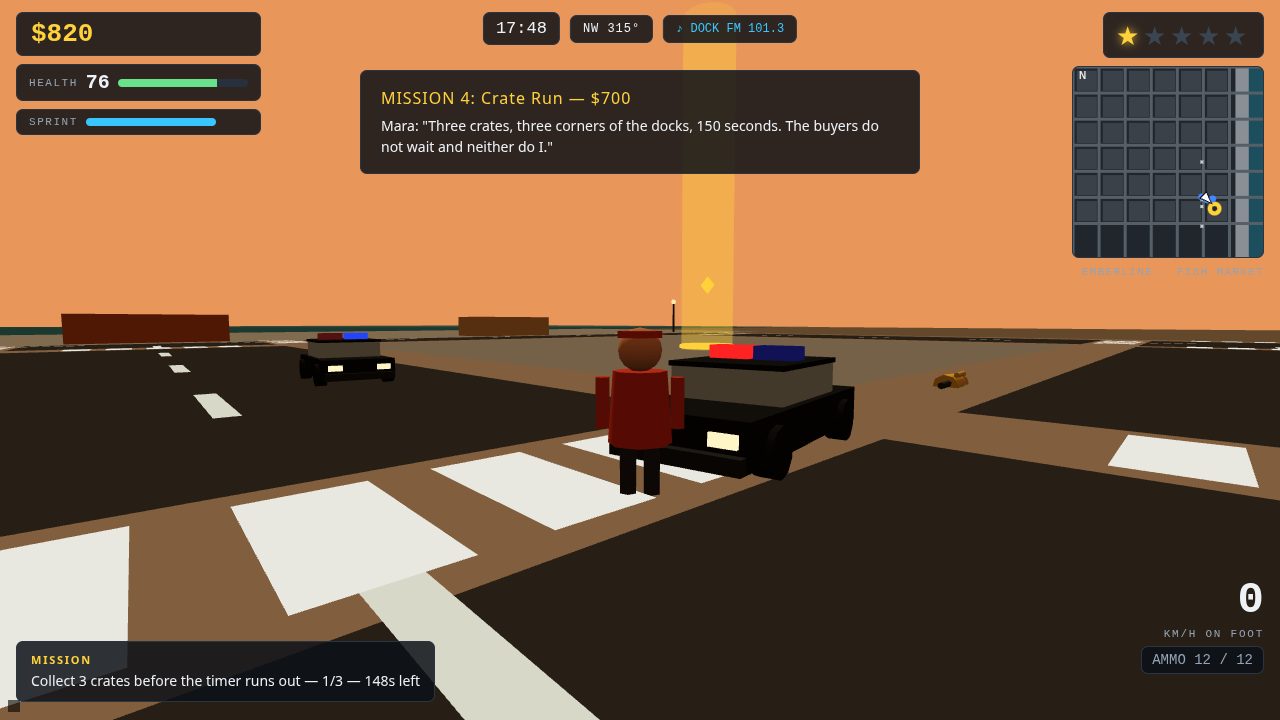 $820
HEALTH 76
SPRINT
17:48
NW 315°
♪ DOCK FM 101.3
MISSION 4: Crate Run — $700
Mara: "Three crates, three corners of the docks, 150 seconds. The buyers do
not wait and neither do I."
N
EMBERLINE · FISH MARKET
0
KM/H ON FOOT
AMMO 12 / 12
MISSION
Collect 3 crates before the timer runs out — 1/3 — 148s left